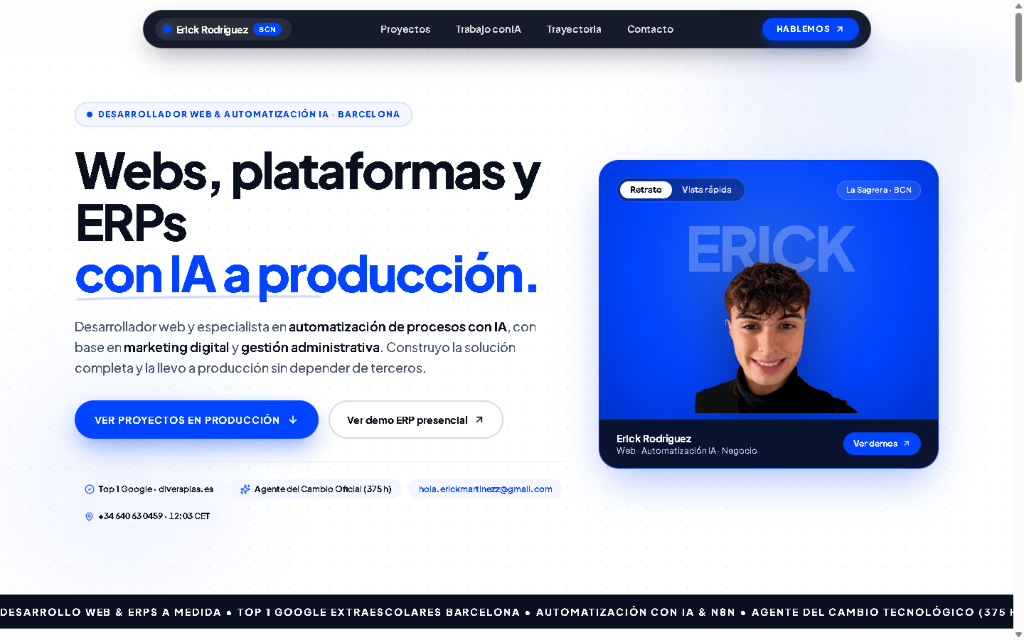 Erick Rodriguez BCN
Proyectos Trabajo con IA Trayectoria Contacto
HABLEMOS ↗
DESARROLLADOR WEB & AUTOMATIZACIÓN IA · BARCELONA
Webs, plataformas y
ERPs
con IA a producción.
Desarrollador web y especialista en automatización de procesos con IA, con
base en marketing digital y gestión administrativa. Construyo la solución
completa y la llevo a producción sin depender de terceros.
VER PROYECTOS EN PRODUCCIÓN ↓
Ver demo ERP presencial ↗
Top 1 Google · diverspias.es
Agente del Cambio Oficial (375 h)
hola.erickmartinezz@gmail.com
+34 640 63 0459 · 12:03 CET
Retrato Vista rápida
La Sagrera · BCN
ERICK
Erick Rodriguez
Web · Automatización IA · Negocio
Ver demos ↗
DESARROLLO WEB & ERPS A MEDIDA ● TOP 1 GOOGLE EXTRAESCOLARES BARCELONA ● AUTOMATIZACIÓN CON IA & N8N ● AGENTE DEL CAMBIO TECNOLÓGICO (375 H